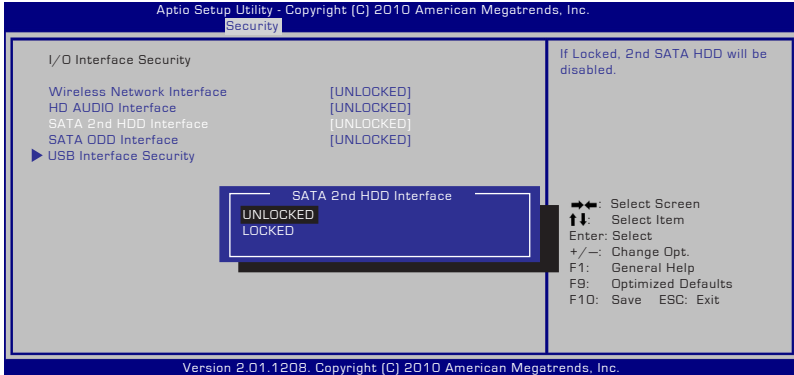 Aptio Setup Utility - Copyright (C) 2010 American Megatrends, Inc.
Security
I/O Interface Security
Wireless Network Interface [UNLOCKED]
HD AUDIO Interface [UNLOCKED]
SATA 2nd HDD Interface [UNLOCKED]
SATA ODD Interface [UNLOCKED]
USB Interface Security
SATA 2nd HDD Interface
UNLOCKED
LOCKED
If Locked, 2nd SATA HDD will be
disabled.
→←: Select Screen
↑↓: Select Item
Enter: Select
+/—: Change Opt.
F1: General Help
F9: Optimized Defaults
F10: Save ESC: Exit
Version 2.01.1208. Copyright (C) 2010 American Megatrends, Inc.